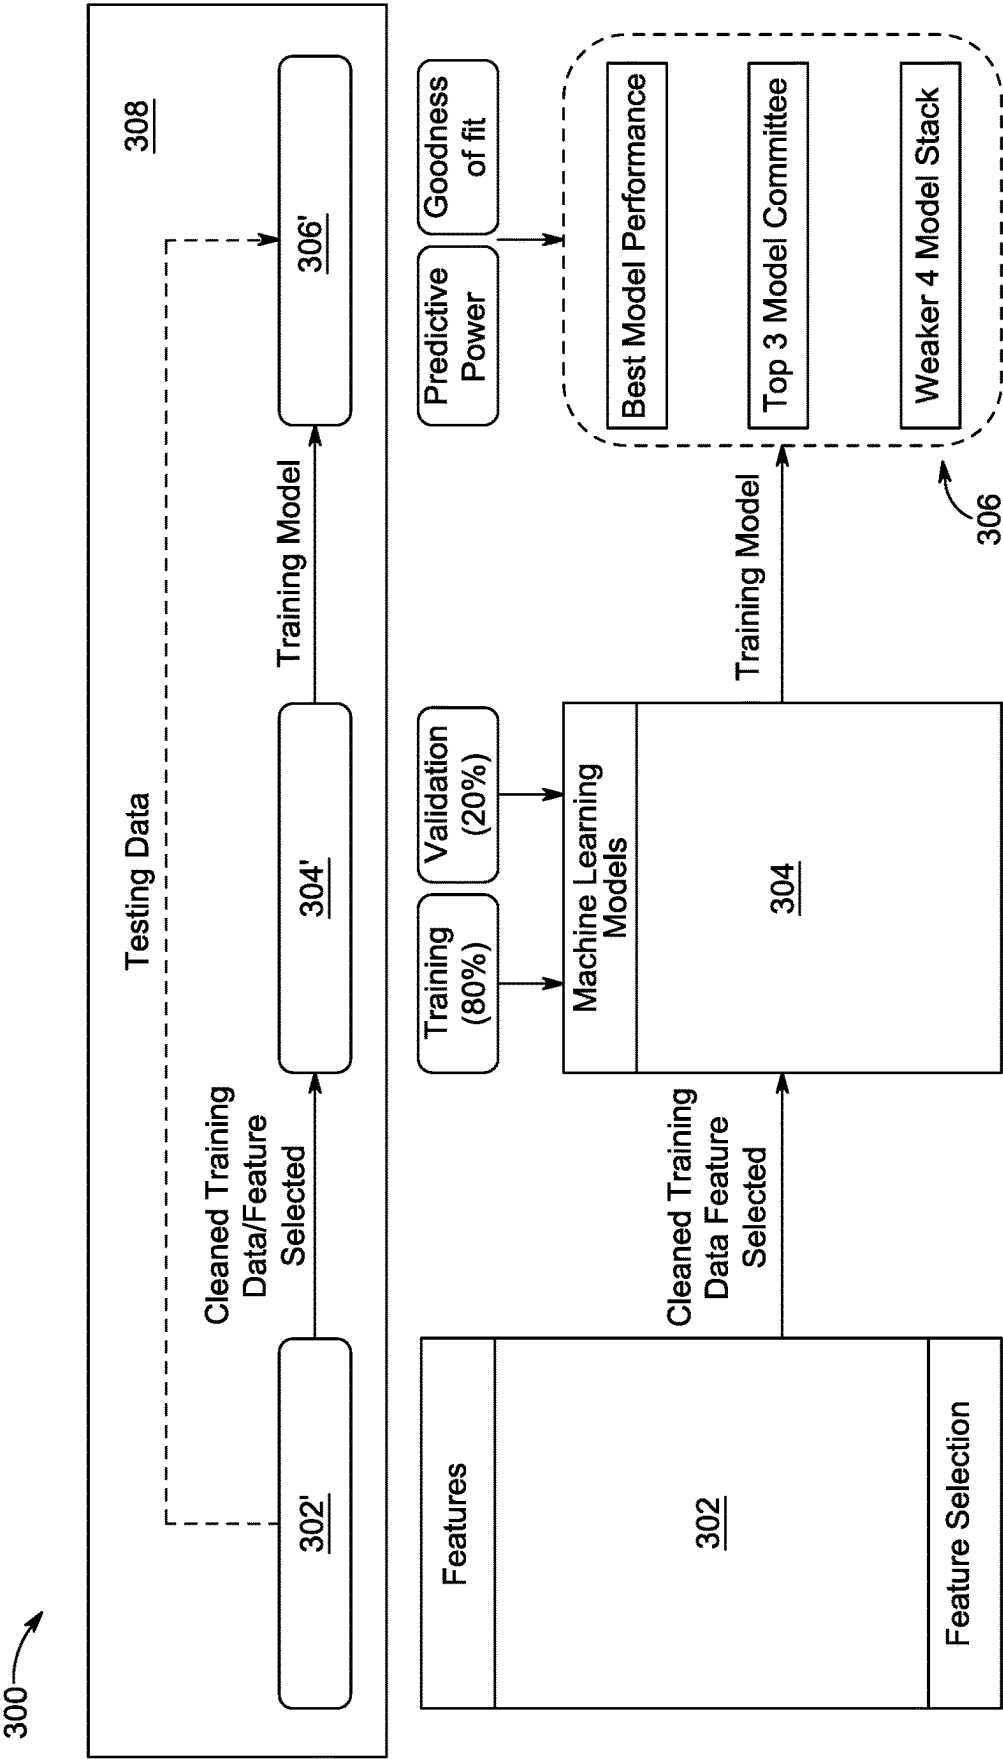 300
308
Testing Data
302'
Cleaned Training
Data/Feature
Selected
304'
Training Model
306'
Features
302
Feature Selection
Cleaned Training
Data Feature
Selected
Training
(80%)
Validation
(20%)
Machine Learning
Models
304
Training Model
Predictive
Power
Goodness
of fit
Best Model Performance
Top 3 Model Committee
Weaker 4 Model Stack
306